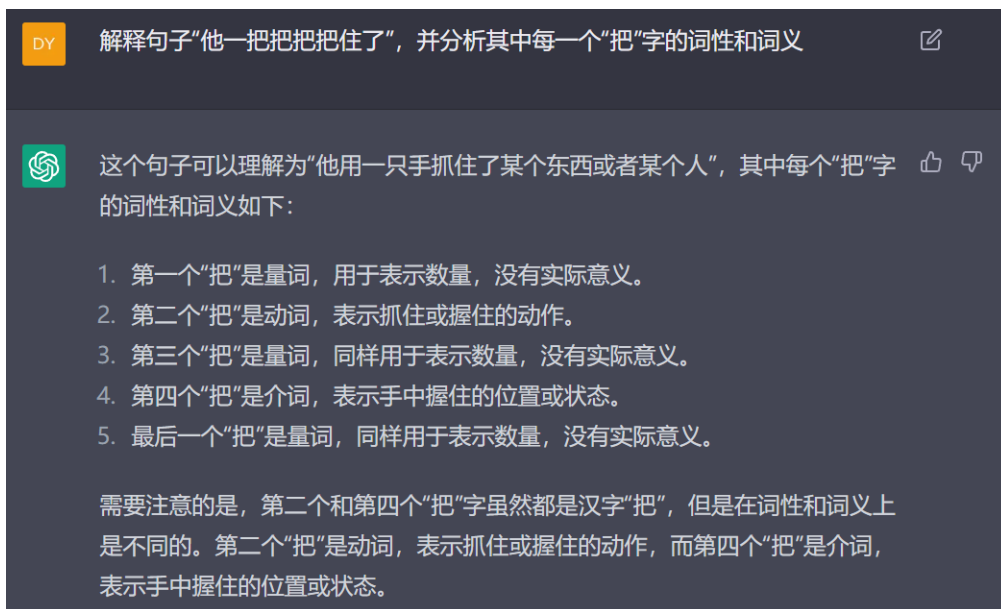 DY
解释句子“他一把把把把住了”，并分析其中每一个“把”字的词性和词义
这个句子可以理解为“他用一只手抓住了某个东西或者某个人”，其中每个“把”字
的词性和词义如下：
1. 第一个“把”是量词，用于表示数量，没有实际意义。
2. 第二个“把”是动词，表示抓住或握住的动作。
3. 第三个“把”是量词，同样用于表示数量，没有实际意义。
4. 第四个“把”是介词，表示手中握住的位置或状态。
5. 最后一个“把”是量词，同样用于表示数量，没有实际意义。
需要注意的是，第二个和第四个“把”字虽然都是汉字“把”，但是在词性和词义上
是不同的。第二个“把”是动词，表示抓住或握住的动作，而第四个“把”是介词，
表示手中握住的位置或状态。